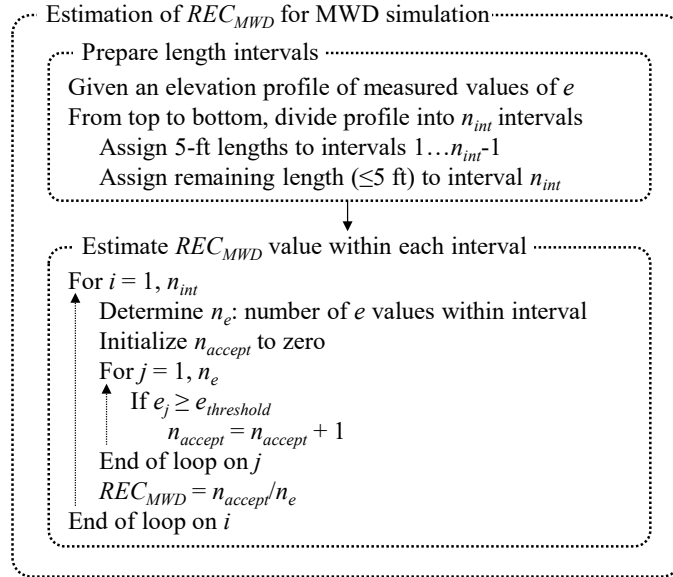 Estimation of REC_MWD for MWD simulation
Prepare length intervals
Given an elevation profile of measured values of e
From top to bottom, divide profile into n_int intervals
Assign 5-ft lengths to intervals 1…n_int-1
Assign remaining length (≤5 ft) to interval n_int
Estimate REC_MWD value within each interval
For i = 1, n_int
Determine n_e: number of e values within interval
Initialize n_accept to zero
For j = 1, n_e
If e_j ≥ e_threshold
n_accept = n_accept + 1
End of loop on j
REC_MWD = n_accept/n_e
End of loop on i